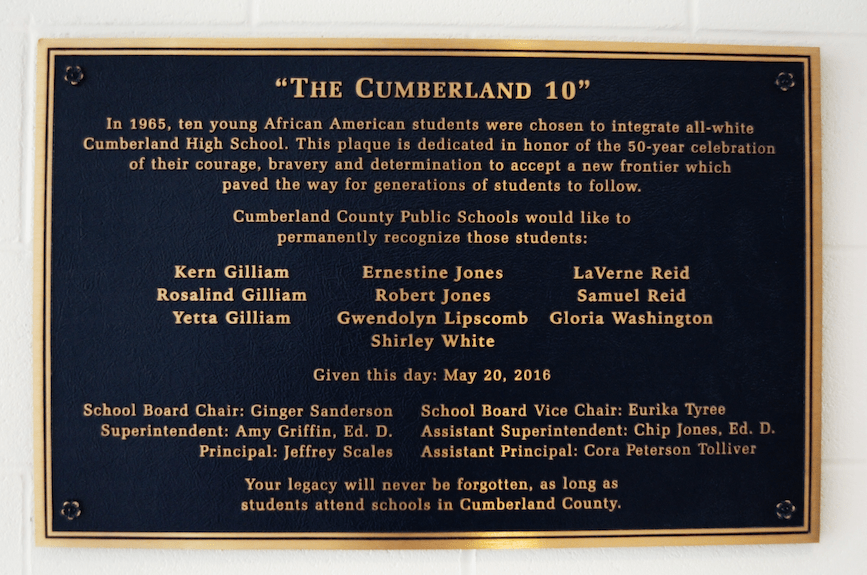 "THE CUMBERLAND 10"
In 1965, ten young African American students were chosen to integrate all-white
Cumberland High School. This plaque is dedicated in honor of the 50-year celebration
of their courage, bravery and determination to accept a new frontier which
paved the way for generations of students to follow.
Cumberland County Public Schools would like to
permanently recognize those students:
Kern Gilliam Ernestine Jones LaVerne Reid
Rosalind Gilliam Robert Jones Samuel Reid
Yetta Gilliam Gwendolyn Lipscomb Gloria Washington
Shirley White
Given this day: May 20, 2016
School Board Chair: Ginger Sanderson School Board Vice Chair: Eurika Tyree
Superintendent: Amy Griffin, Ed. D. Assistant Superintendent: Chip Jones, Ed. D.
Principal: Jeffrey Scales Assistant Principal: Cora Peterson Tolliver
Your legacy will never be forgotten, as long as
students attend schools in Cumberland County.